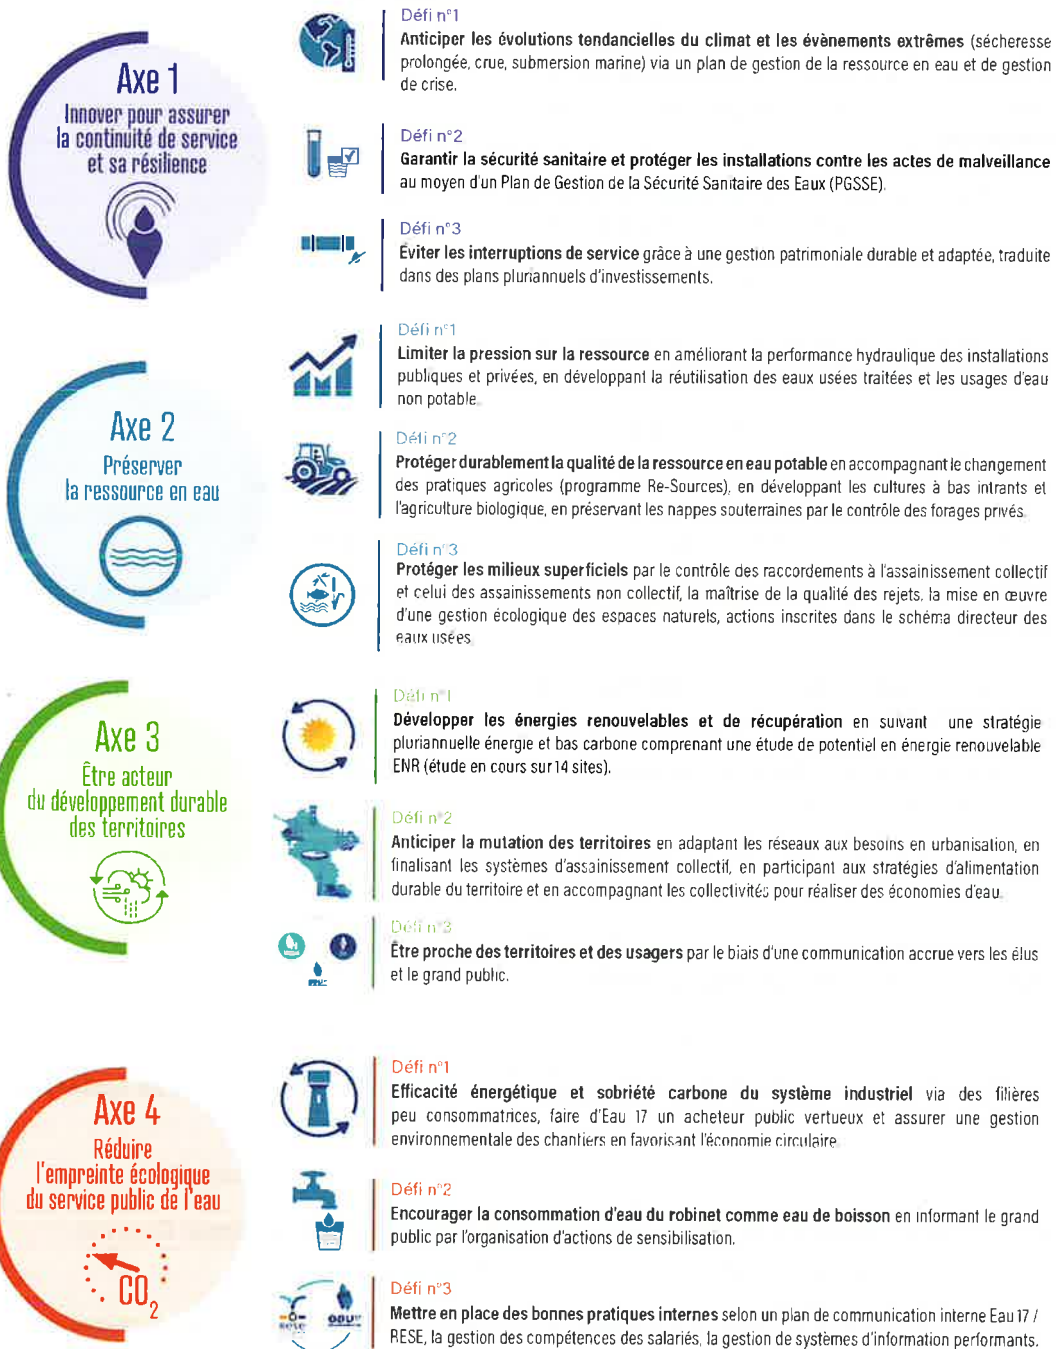 Axe 1
Innover pour assurer
la continuité de service
et sa résilience
Défi n°1
Anticiper les évolutions tendancielles du climat et les évènements extrêmes (sécheresse
prolongée, crue, submersion marine) via un plan de gestion de la ressource en eau et de gestion
de crise.
Défi n°2
Garantir la sécurité sanitaire et protéger les installations contre les actes de malveillance
au moyen d'un Plan de Gestion de la Sécurité Sanitaire des Eaux (PGSSE).
Défi n°3
Éviter les interruptions de service grâce à une gestion patrimoniale durable et adaptée, traduite
dans des plans pluriannuels d'investissements.
Axe 2
Préserver
la ressource en eau
Défi n°1
Limiter la pression sur la ressource en améliorant la performance hydraulique des installations
publiques et privées, en développant la réutilisation des eaux usées traitées et les usages d'eau
non potable.
Défi n°2
Protéger durablement la qualité de la ressource en eau potable en accompagnant le changement
des pratiques agricoles (programme Re-Sources), en développant les cultures à bas intrants et
l'agriculture biologique, en préservant les nappes souterraines par le contrôle des forages privés.
Défi n°3
Protéger les milieux superficiels par le contrôle des raccordements à l'assainissement collectif
et celui des assainissements non collectif, la maîtrise de la qualité des rejets, la mise en œuvre
d'une gestion écologique des espaces naturels, actions inscrites dans le schéma directeur des
eaux usées.
Axe 3
Être acteur
du développement durable
des territoires
Défi n°1
Développer les énergies renouvelables et de récupération en suivant une stratégie
pluriannuelle énergie et bas carbone comprenant une étude de potentiel en énergie renouvelable
ENR (étude en cours sur 14 sites).
Défi n°2
Anticiper la mutation des territoires en adaptant les réseaux aux besoins en urbanisation, en
finalisant les systèmes d'assainissement collectif, en participant aux stratégies d'alimentation
durable du territoire et en accompagnant les collectivités pour réaliser des économies d'eau.
Défi n°3
Être proche des territoires et des usagers par le biais d'une communication accrue vers les élus
et le grand public.
Axe 4
Réduire
l'empreinte écologique
du service public de l'eau
CO2
Défi n°1
Efficacité énergétique et sobriété carbone du système industriel via des filières
peu consommatrices, faire d'Eau 17 un acheteur public vertueux et assurer une gestion
environnementale des chantiers en favorisant l'économie circulaire.
Défi n°2
Encourager la consommation d'eau du robinet comme eau de boisson en informant le grand
public par l'organisation d'actions de sensibilisation.
Défi n°3
Mettre en place des bonnes pratiques internes selon un plan de communication interne Eau 17 /
RESE, la gestion des compétences des salariés, la gestion de systèmes d'information performants.